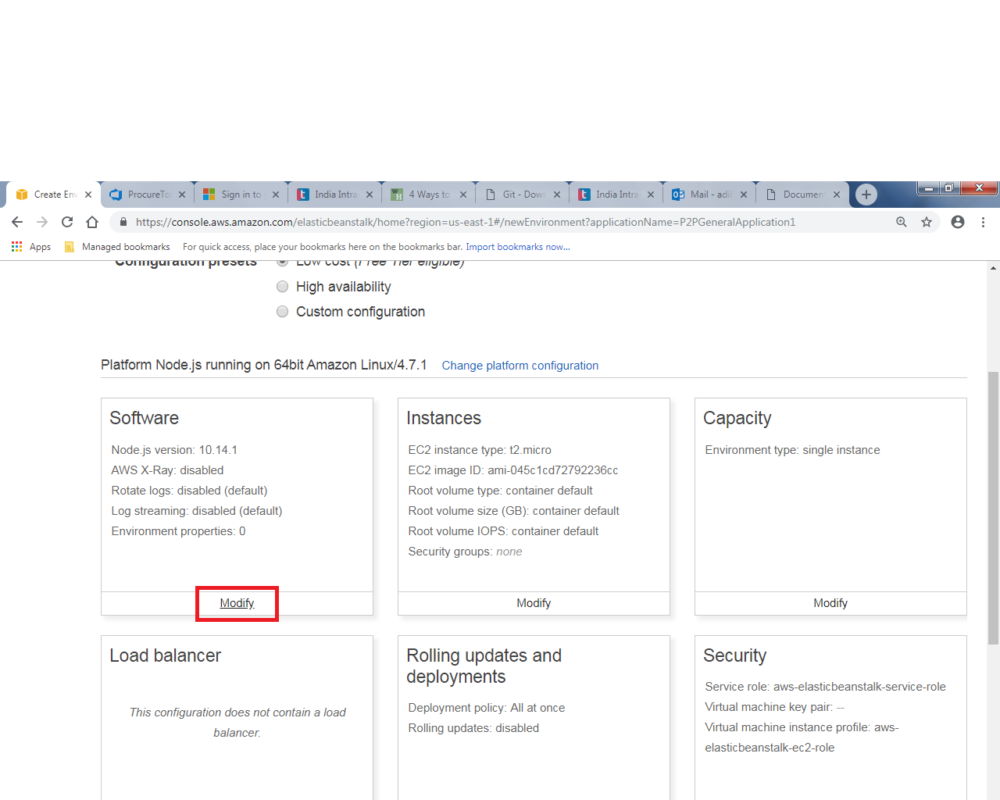 Create En
ProcureTo
Sign in to
India Intra
4 Ways to
Git - Down
India Intra
Mail - adi
Document
https://console.aws.amazon.com/elasticbeanstalk/home?region=us-east-1#/newEnvironment?applicationName=P2PGeneralApplication1
Apps Managed bookmarks For quick access, place your bookmarks here on the bookmarks bar. Import bookmarks now...
Configuration presets Low cost (Free Tier eligible)
High availability
Custom configuration
Platform Node.js running on 64bit Amazon Linux/4.7.1 Change platform configuration
Software
Node.js version: 10.14.1
AWS X-Ray: disabled
Rotate logs: disabled (default)
Log streaming: disabled (default)
Environment properties: 0
Modify
Instances
EC2 instance type: t2.micro
EC2 image ID: ami-045c1cd72792236cc
Root volume type: container default
Root volume size (GB): container default
Root volume IOPS: container default
Security groups: none
Modify
Capacity
Environment type: single instance
Modify
Load balancer
This configuration does not contain a load
balancer.
Rolling updates and
deployments
Deployment policy: All at once
Rolling updates: disabled
Security
Service role: aws-elasticbeanstalk-service-role
Virtual machine key pair: --
Virtual machine instance profile: aws-
elasticbeanstalk-ec2-role